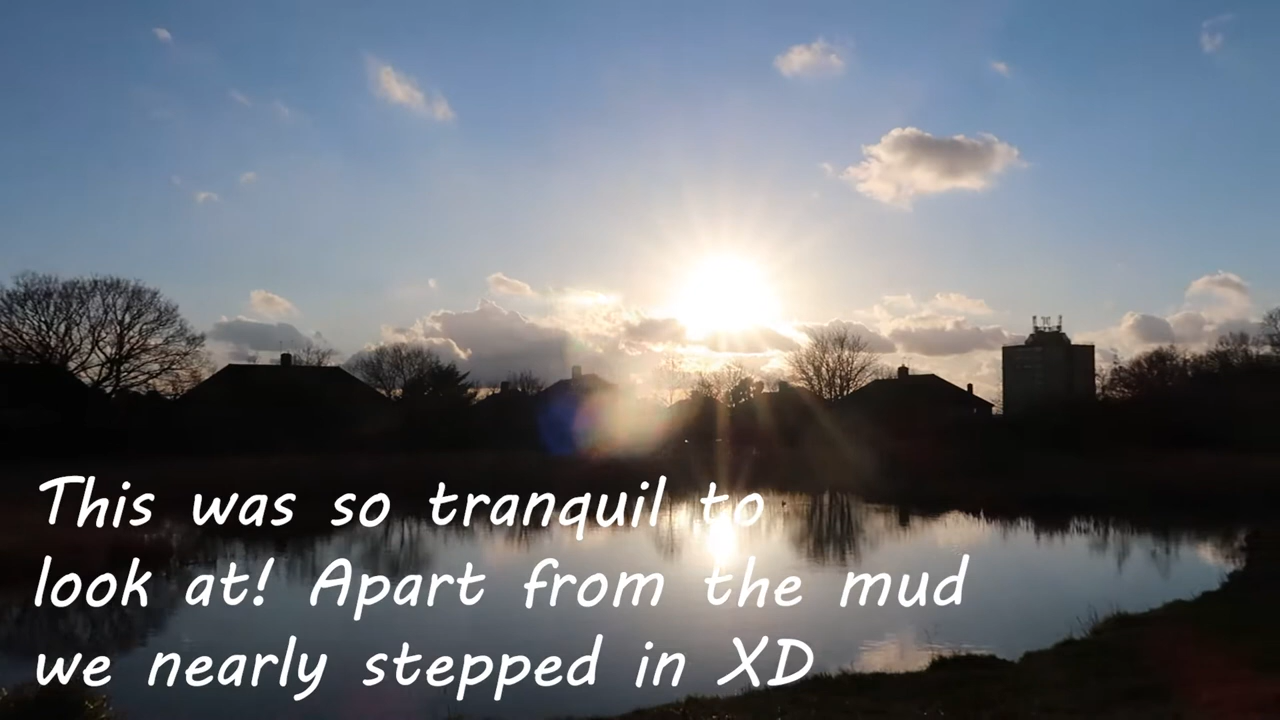 This was so tranquil to
look at! Apart from the mud
we nearly stepped in XD